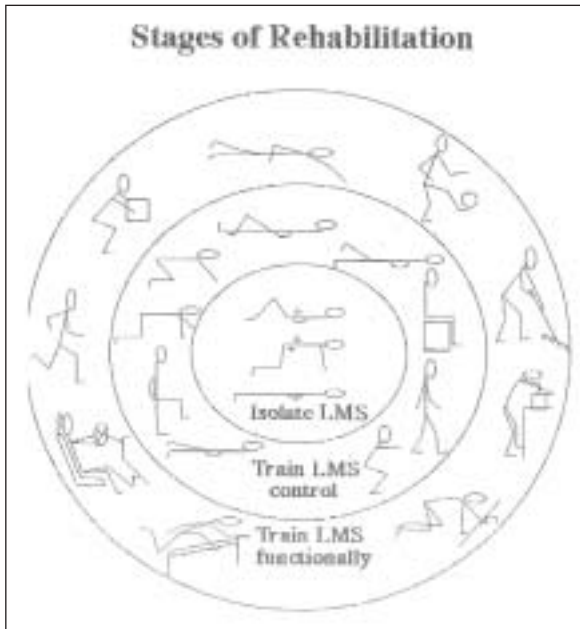 Stages of Rehabilitation
Isolate LMS
Train LMS
control
Train LMS
functionally